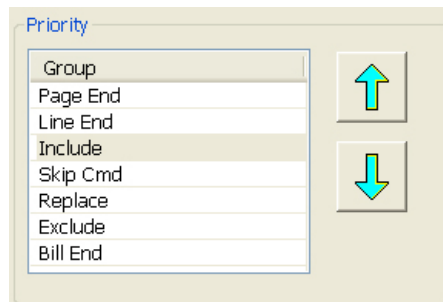 Priority
Group
Page End
Line End
Include
Skip Cmd
Replace
Exclude
Bill End